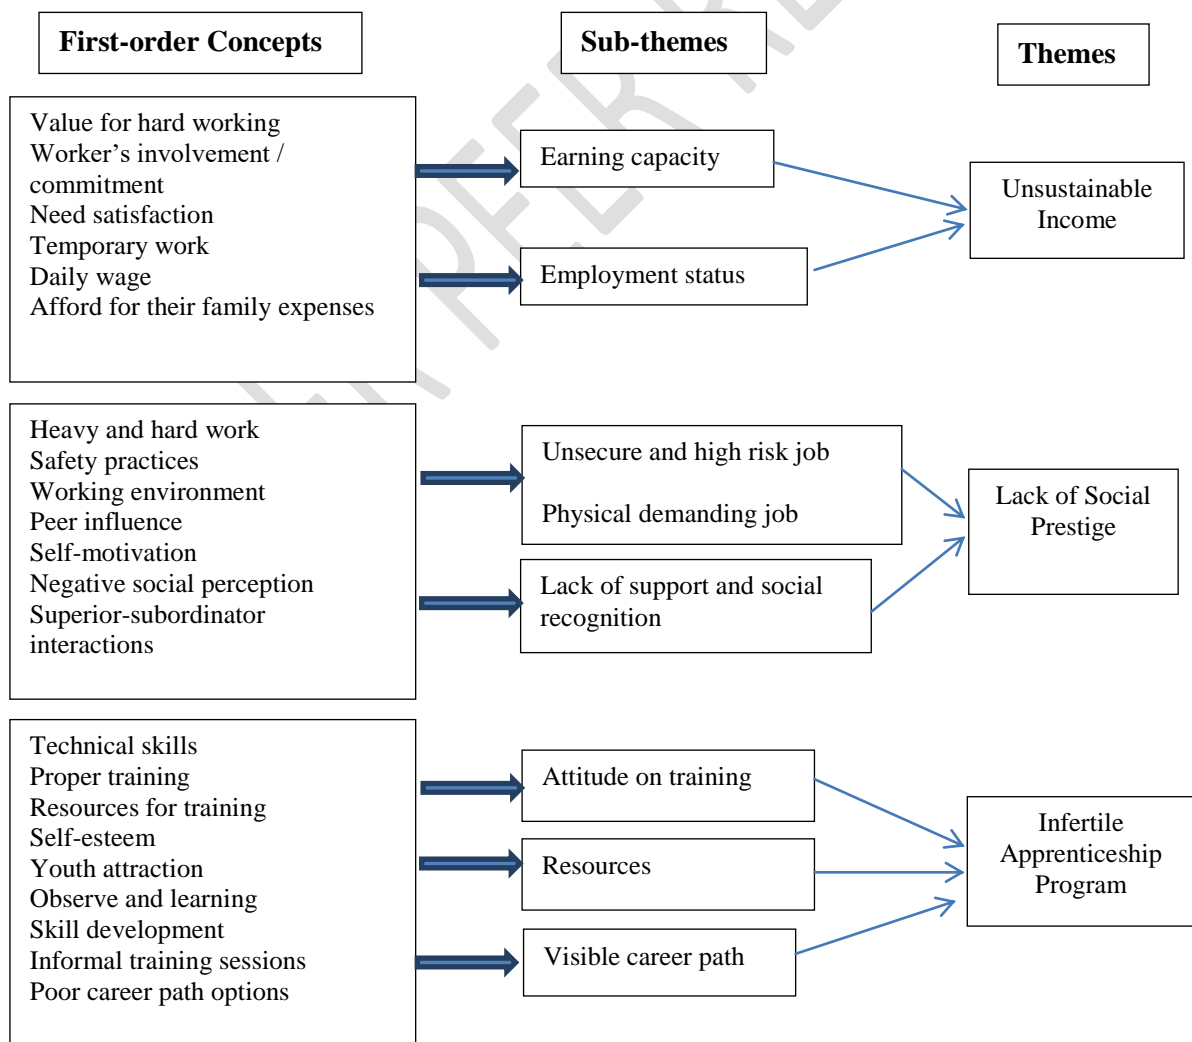 First-order Concepts
Sub-themes
Themes
Value for hard working
Worker’s involvement /
commitment
Need satisfaction
Temporary work
Daily wage
Afford for their family expenses
Earning capacity
Employment status
Unsustainable
Income
Heavy and hard work
Safety practices
Working environment
Peer influence
Self-motivation
Negative social perception
Superior-subordinator
interactions
Unsecure and high risk job
Physical demanding job
Lack of support and social
recognition
Lack of Social
Prestige
Technical skills
Proper training
Resources for training
Self-esteem
Youth attraction
Observe and learning
Skill development
Informal training sessions
Poor career path options
Attitude on training
Resources
Visible career path
Infertile
Apprenticeship
Program